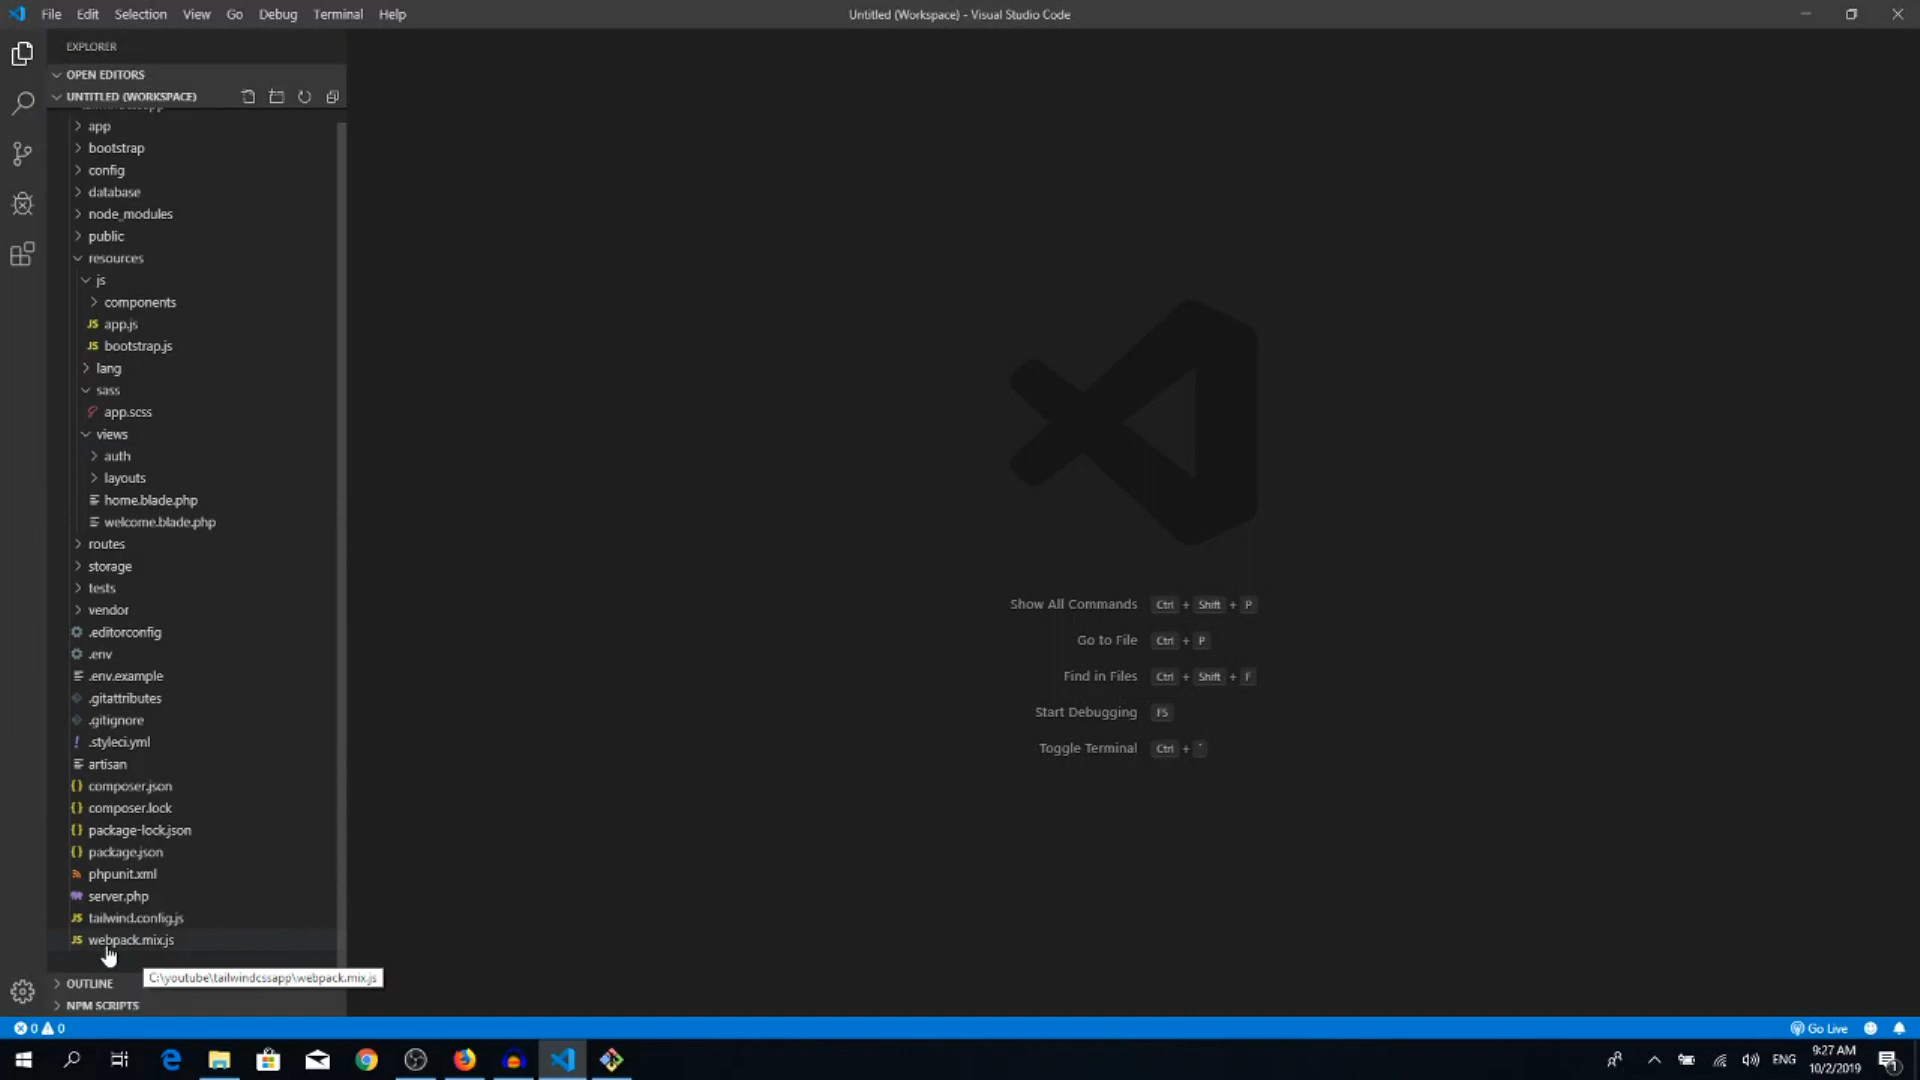 File Edit Selection View Go Debug Terminal Help
Untitled (Workspace) - Visual Studio Code
EXPLORER
OPEN EDITORS
UNTITLED (WORKSPACE)
app
bootstrap
config
database
node_modules
public
resources
js
components
JS app.js
JS bootstrap.js
lang
sass
app.scss
views
auth
layouts
home.blade.php
welcome.blade.php
routes
storage
tests
vendor
.editorconfig
.env
.env.example
.gitattributes
.gitignore
! .styleci.yml
artisan
{} composer.json
{} composer.lock
{} package-lock.json
{} package.json
phpunit.xml
server.php
JS tailwind.config.js
JS webpack.mix.js
C:\youtube\tailwindcssapp\webpack.mix.js
OUTLINE
NPM SCRIPTS
Show All Commands Ctrl + Shift + P
Go to File Ctrl + P
Find in Files Ctrl + Shift + F
Start Debugging F5
Toggle Terminal Ctrl + `
0 0
Go Live
ENG
9:27 AM
10/2/2019
1